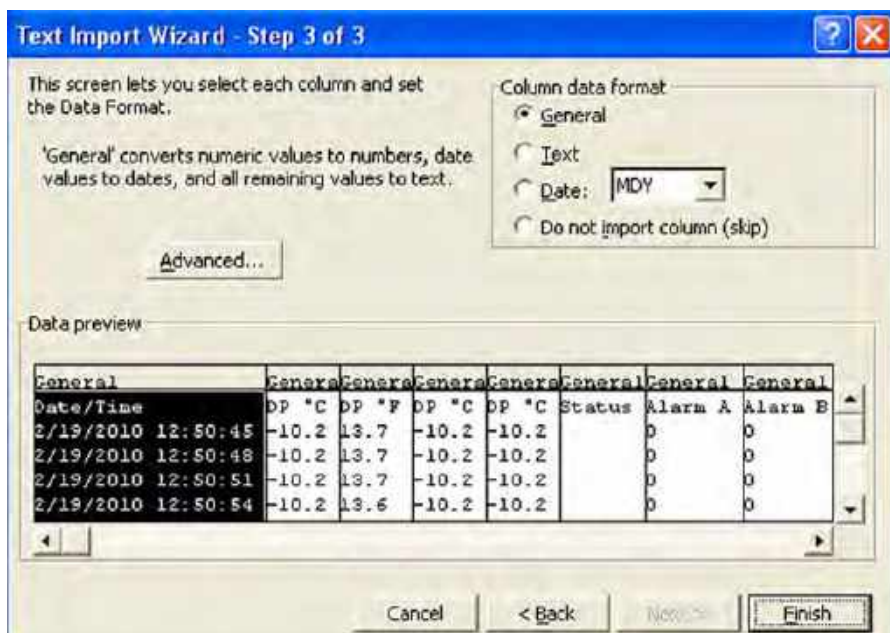 Text Import Wizard - Step 3 of 3
This screen lets you select each column and set
the Data Format.
'General' converts numeric values to numbers, date
values to dates, and all remaining values to text.
Advanced...
Column data format
General
Text
Date: MDY
Do not import column (skip)
Data preview
General Genera Genera Genera Genera General General General
Date/Time DP °C DP °F DP °C DP °C Status Alarm A Alarm B
2/19/2010 12:50:45 -10.2 13.7 -10.2 -10.2 0 0
2/19/2010 12:50:48 -10.2 13.7 -10.2 -10.2 0 0
2/19/2010 12:50:51 -10.2 13.7 -10.2 -10.2 0 0
2/19/2010 12:50:54 -10.2 13.6 -10.2 -10.2 0 0
Cancel < Back Next > Finish